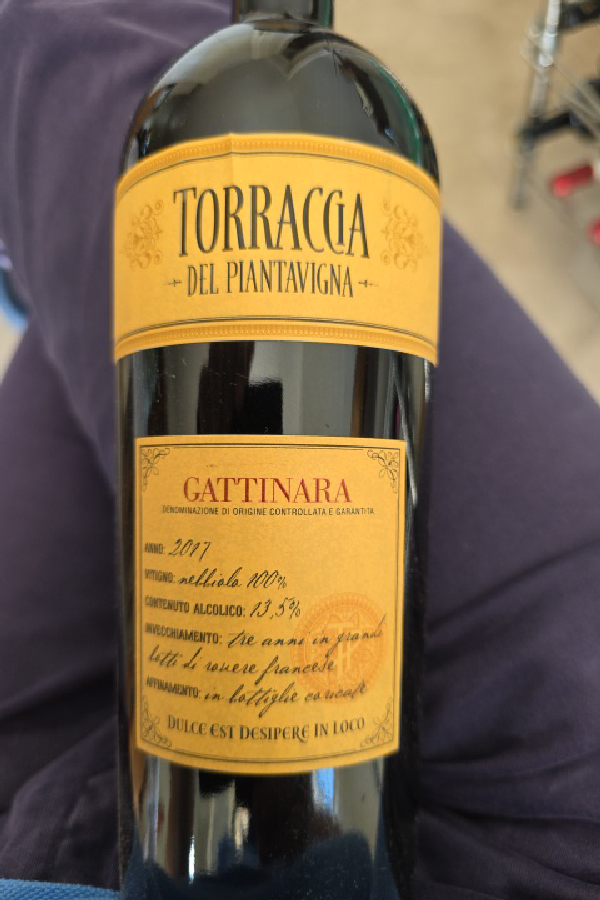 TORRACCIA
DEL PIANTAVIGNA
GATTINARA
DENOMINAZIONE DI ORIGINE CONTROLLATA E GARANTITA
ANNO: 2017
VITIGNO: nebbiolo 100%
CONTENUTO ALCOLICO: 13,5%
INVECCHIAMENTO: tre anni in grandi
botti di rovere francese
AFFINAMENTO: in bottiglie coricate
DULCE EST DESIPERE IN LOCO